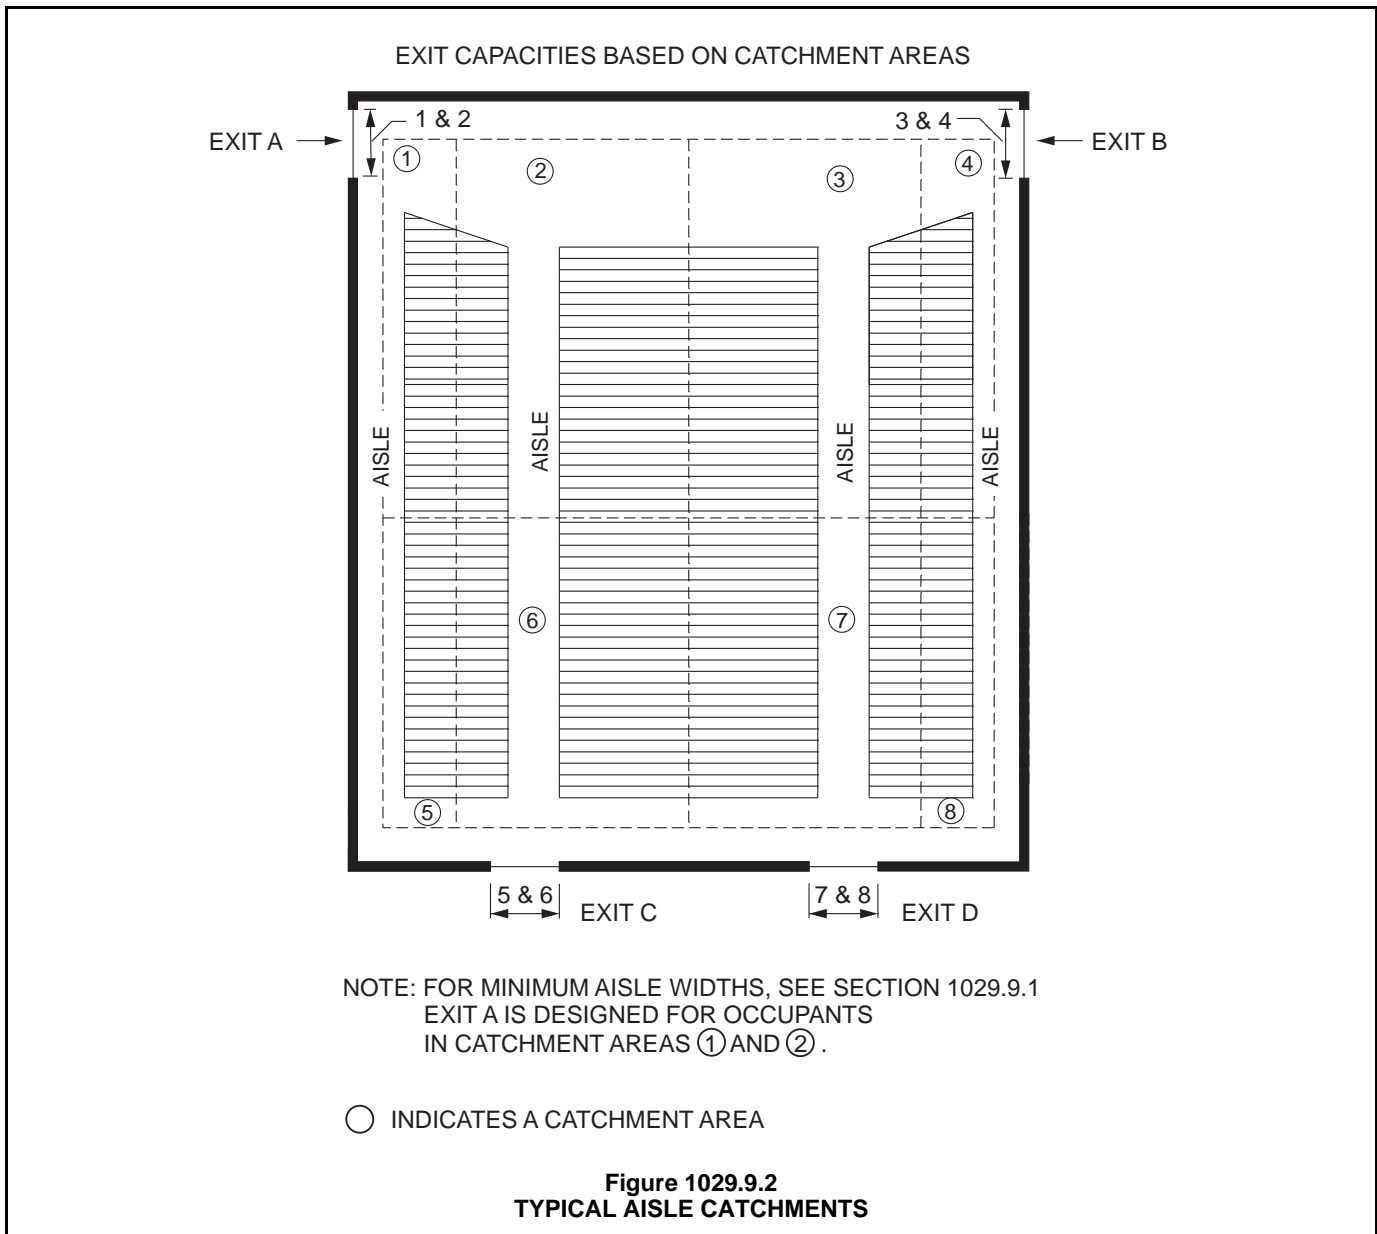 EXIT CAPACITIES BASED ON CATCHMENT AREAS
EXIT A
1 & 2
3 & 4
EXIT B
1
2
3
4
AISLE
AISLE
AISLE
AISLE
6
7
5
8
5 & 6
EXIT C
7 & 8
EXIT D
NOTE: FOR MINIMUM AISLE WIDTHS, SEE SECTION 1029.9.1
EXIT A IS DESIGNED FOR OCCUPANTS
IN CATCHMENT AREAS 1 AND 2 .
INDICATES A CATCHMENT AREA
Figure 1029.9.2
TYPICAL AISLE CATCHMENTS